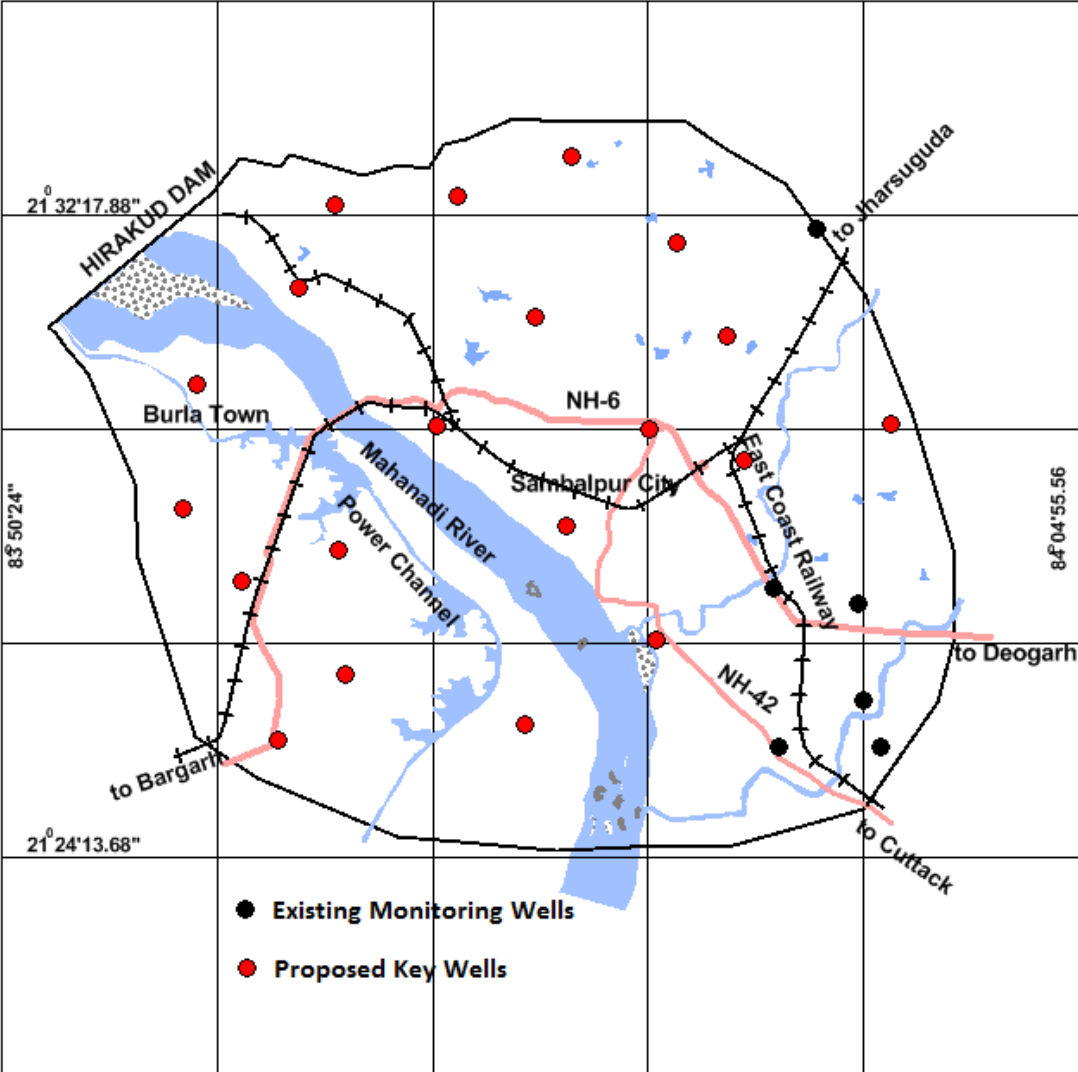 to Jharsuguda
HIRAKUD DAM
21⁰ 32'17.88"
NH-6
Burla Town
Mahanadi River
Sambalpur City
East Coast Railway
Power Channel
83⁰ 50'24"
84⁰ 04'55.56
to Deogarh
NH-42
to Bargarh
21⁰ 24'13.68"
to Cuttack
Existing Monitoring Wells
Proposed Key Wells